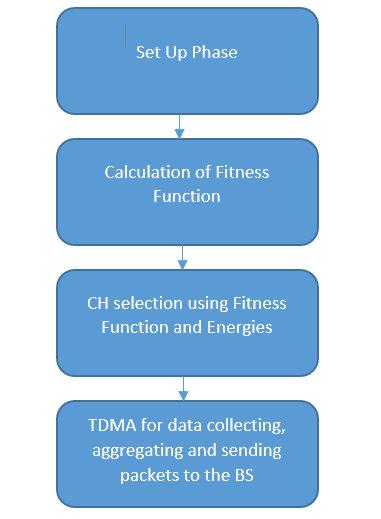 Set Up Phase
Calculation of Fitness
Function
CH selection using Fitness
Function and Energies
TDMA for data collecting,
aggregating and sending
packets to the BS